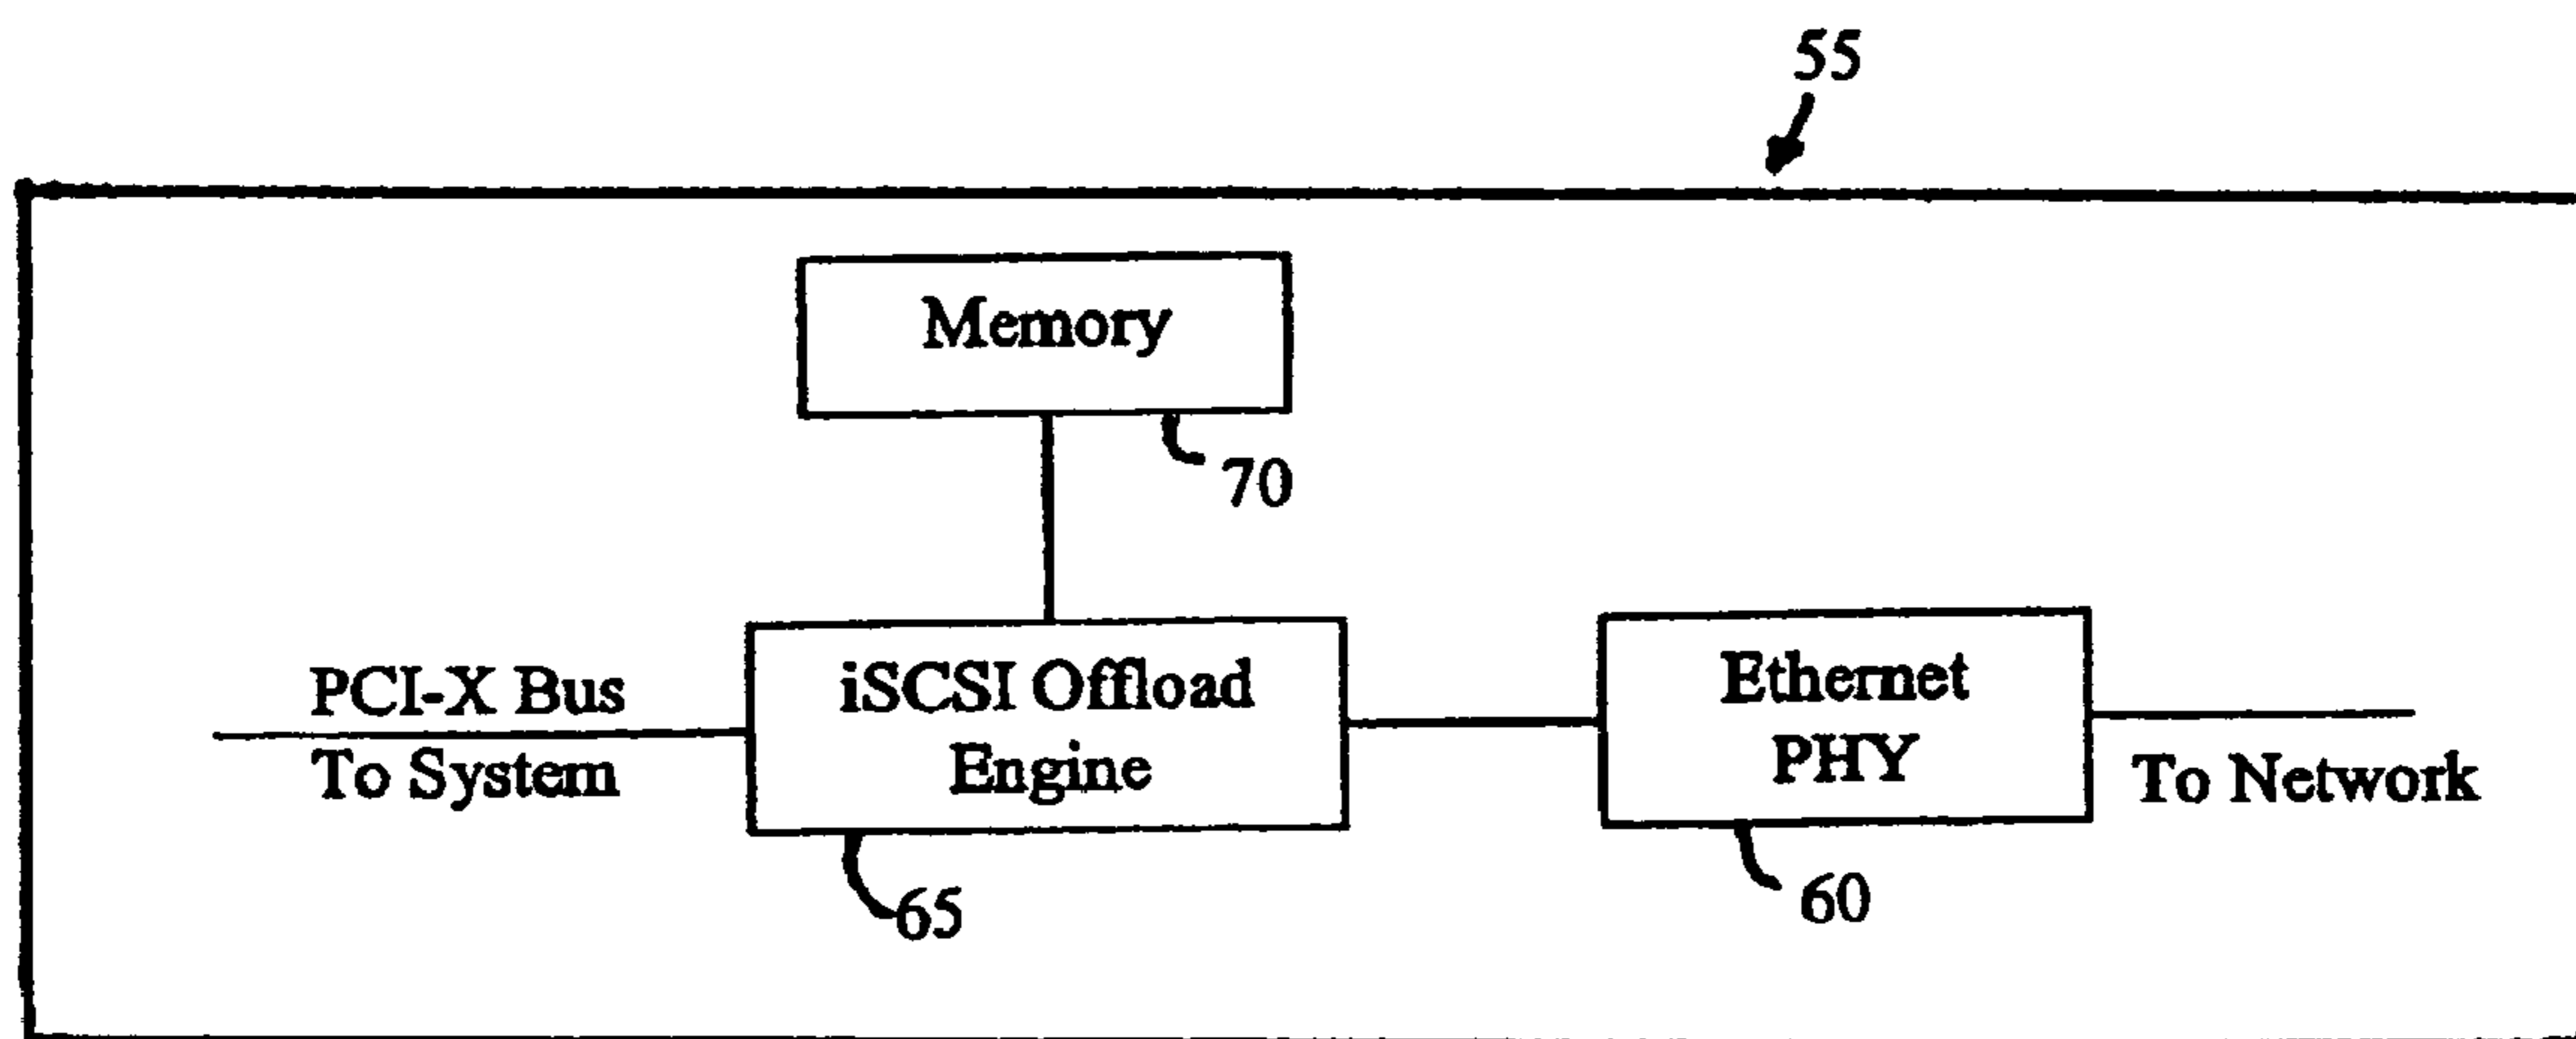 55
Memory
70
PCI-X Bus
To System
iSCSI Offload
Engine
65
Ethernet
PHY
60
To Network